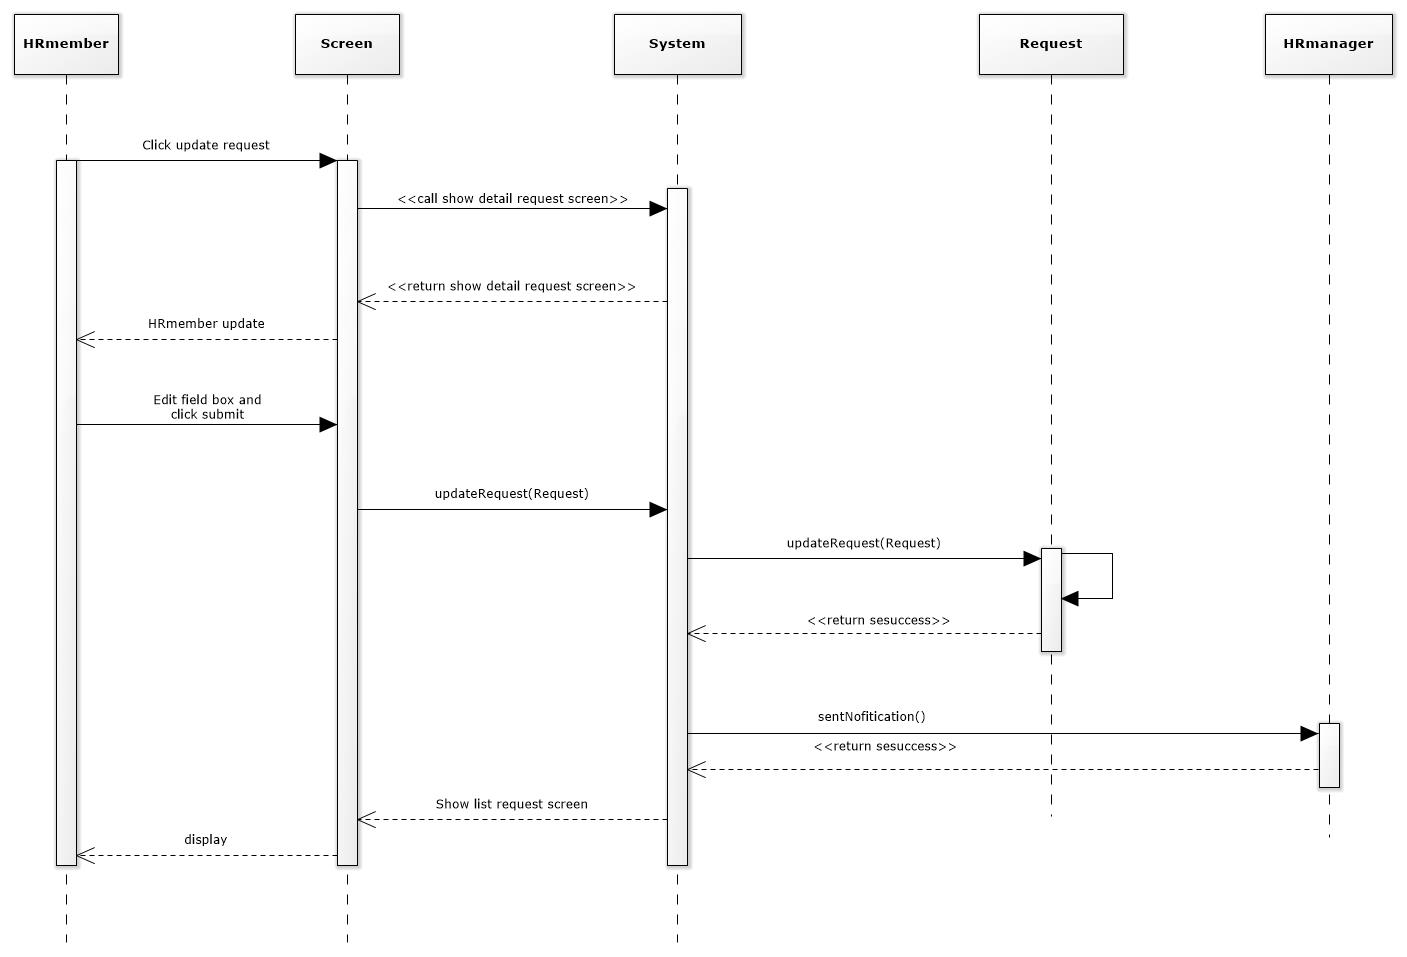 HRmember
Screen
System
Request
HRmanager
Click update request
<<call show detail request screen>>
<<return show detail request screen>>
HRmember update
Edit field box and
click submit
updateRequest(Request)
updateRequest(Request)
<<return sesuccess>>
sentNofitication()
<<return sesuccess>>
Show list request screen
display